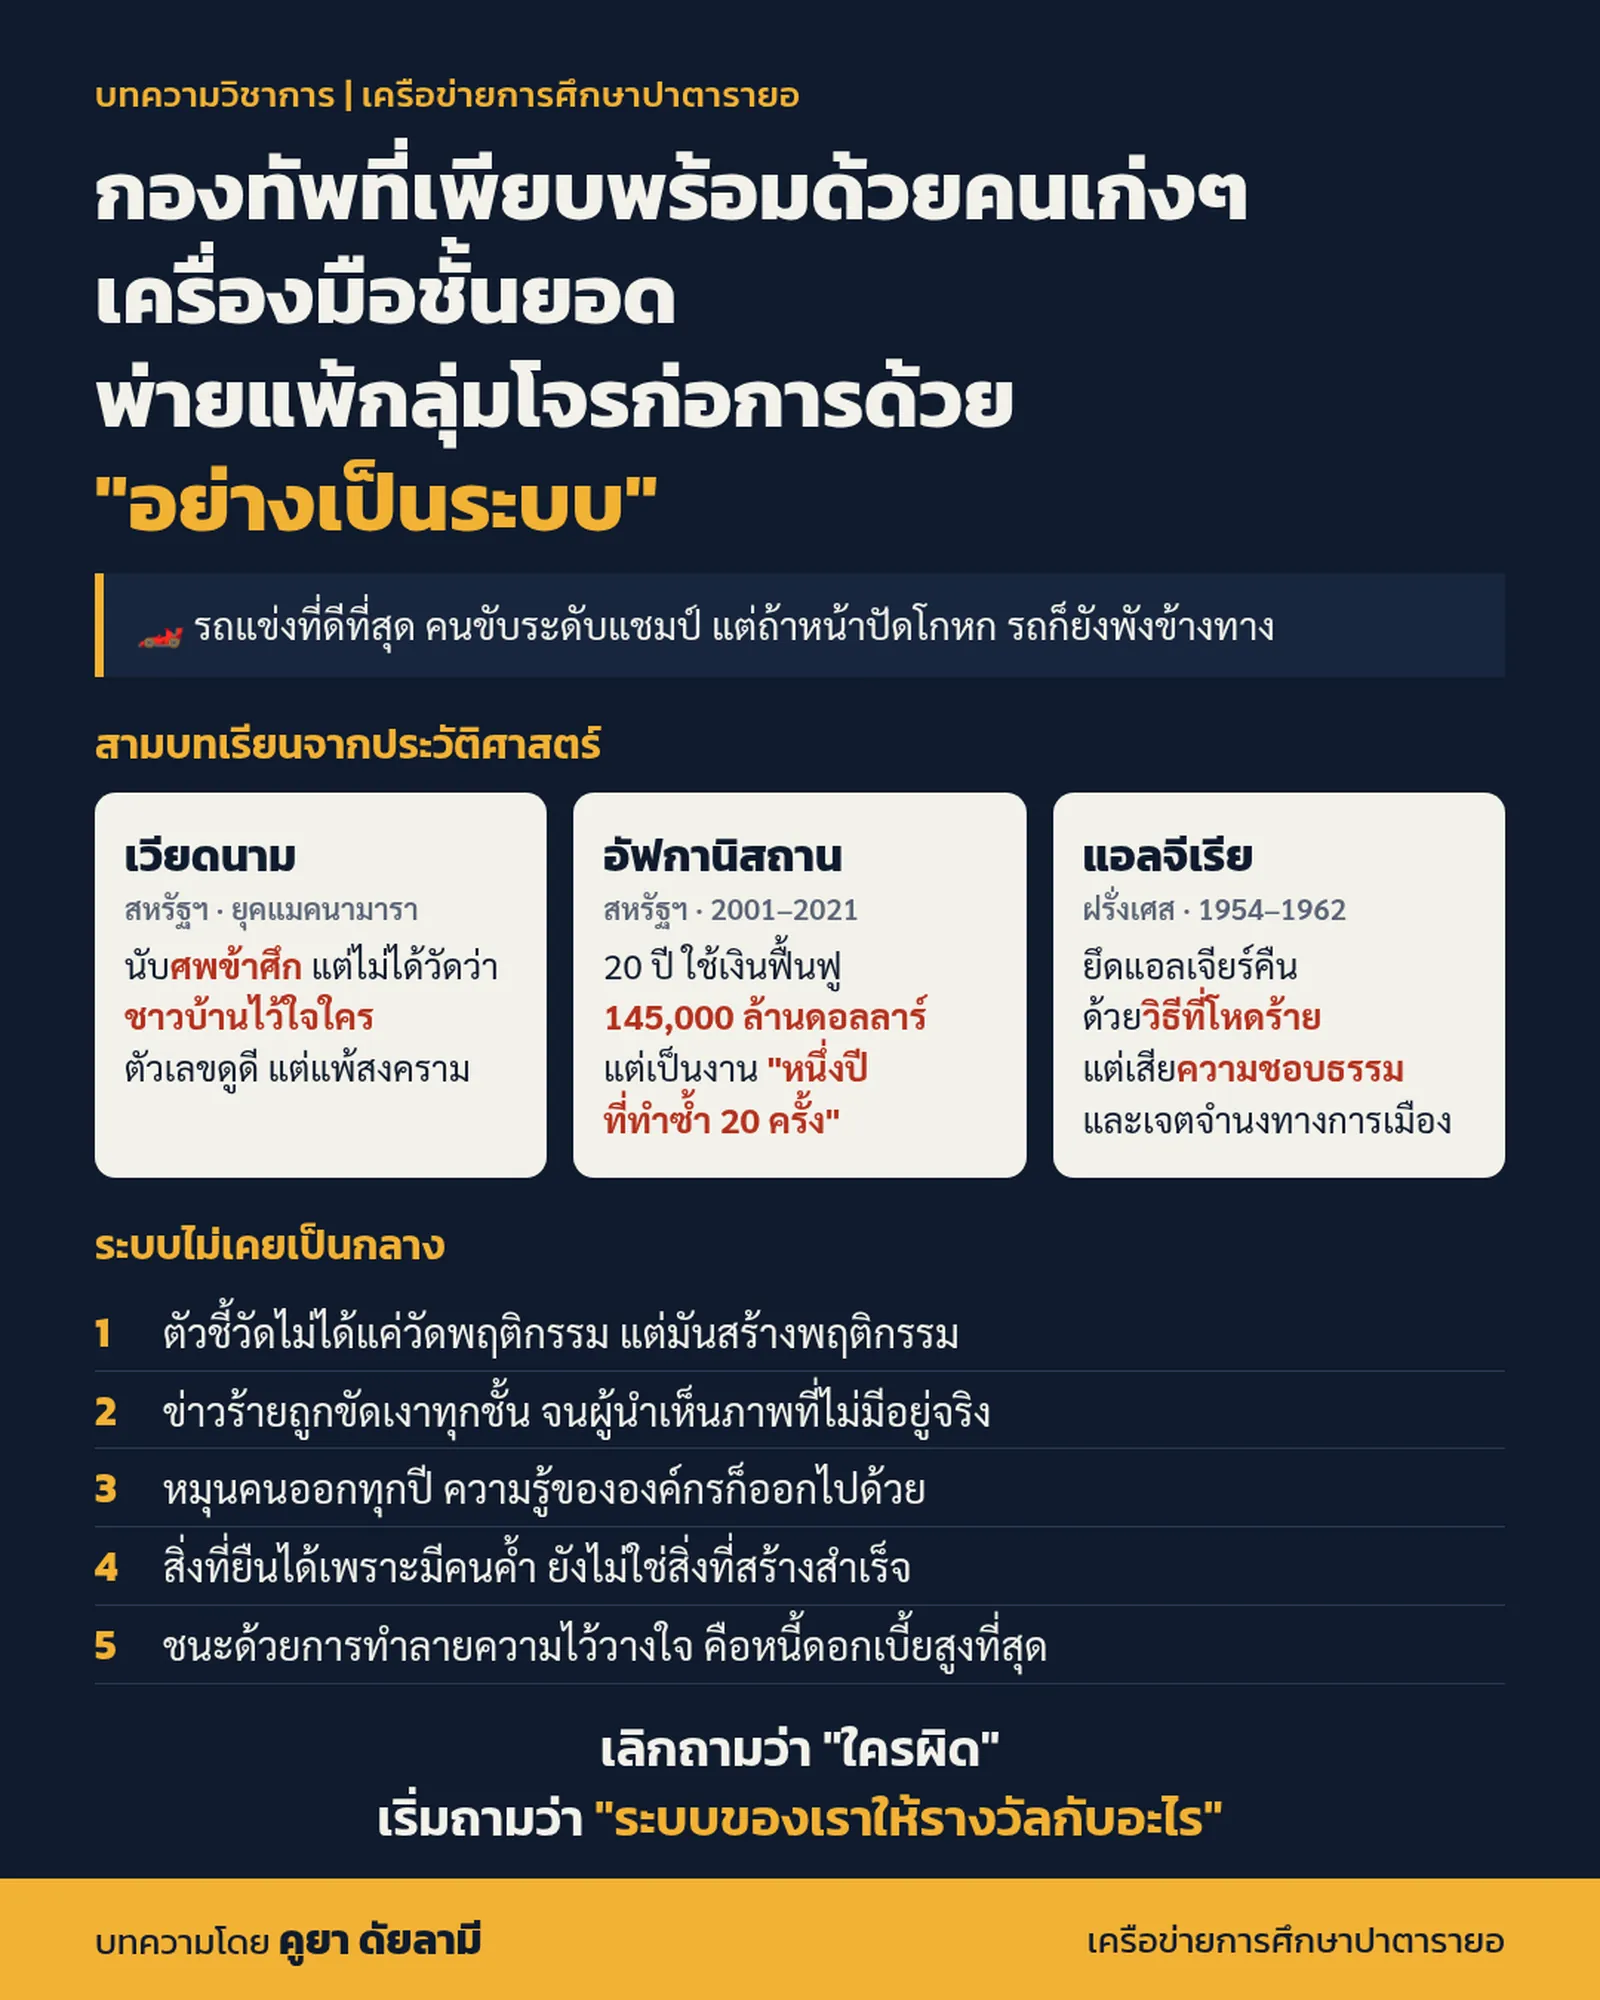 บทความวิชาการ | เครือข่ายการศึกษาปาตารายอ
กองทัพที่เพียบพร้อมด้วยคนเก่งๆ
เครื่องมือชั้นยอด
พ่ายแพ้กลุ่มโจรก่อการด้วย
"อย่างเป็นระบบ"
รถแข่งที่ดีที่สุด คนขับระดับแชมป์ แต่ถ้าหน้าปัดโกหก รถก็ยังพังข้างทาง
สามบทเรียนจากประวัติศาสตร์
เวียดนาม
สหรัฐฯ · ยุคแมคนามารา
นับศพข้าศึก แต่ไม่ได้วัดว่า
ชาวบ้านไว้ใจใคร
ตัวเลขดูดี แต่แพ้สงคราม
อัฟกานิสถาน
สหรัฐฯ · 2001–2021
20 ปี ใช้เงินฟื้นฟู
145,000 ล้านดอลลาร์
แต่เป็นงาน "หนึ่งปี
ที่ทำซ้ำ 20 ครั้ง"
แอลจีเรีย
ฝรั่งเศส · 1954–1962
ยึดแอลเจียร์คืน
ด้วยวิธีที่โหดร้าย
แต่เสียความชอบธรรม
และเจตจำนงทางการเมือง
ระบบไม่เคยเป็นกลาง
1 ตัวชี้วัดไม่ได้แค่วัดพฤติกรรม แต่มันสร้างพฤติกรรม
2 ข่าวร้ายถูกขัดเงาทุกชั้น จนผู้นำเห็นภาพที่ไม่มีอยู่จริง
3 หมุนคนออกทุกปี ความรู้ขององค์กรก็ออกไปด้วย
4 สิ่งที่ยืนได้เพราะมีคนค้ำ ยังไม่ใช่สิ่งที่สร้างสำเร็จ
5 ชนะด้วยการทำลายความไว้วางใจ คือหนี้ดอกเบี้ยสูงที่สุด
เลิกถามว่า "ใครผิด"
เริ่มถามว่า "ระบบของเราให้รางวัลกับอะไร"
บทความโดย คูยา ดัยลามี
เครือข่ายการศึกษาปาตารายอ